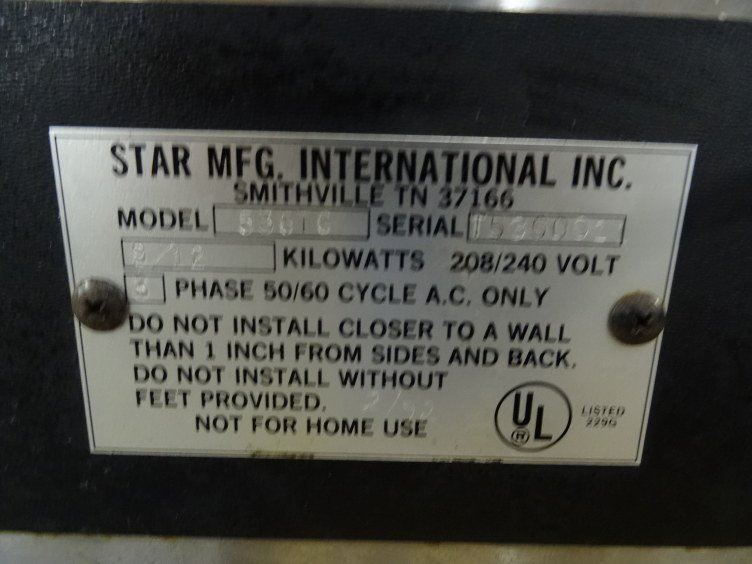 STAR MFG. INTERNATIONAL INC.
SMITHVILLE TN 37166
MODEL SERIAL
KILOWATTS 208/240 VOLT
PHASE 50/60 CYCLE A.C. ONLY
DO NOT INSTALL CLOSER TO A WALL
THAN 1 INCH FROM SIDES AND BACK.
DO NOT INSTALL WITHOUT
FEET PROVIDED.
NOT FOR HOME USE
UL
®
LISTED
229G